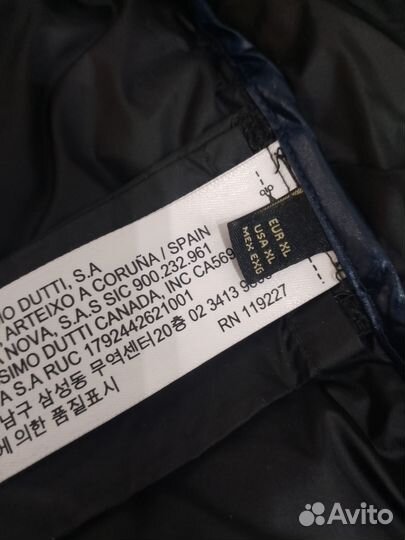 MO DUTTI, S.A
ARTEIXO A CORUÑA / SPAIN
NOVA, S.A.S SIC 900.232.961
SIMO DUTTI CANADA, INC CA569
A S.A RUC 1792442621001
남구 삼성동 무역센터20층 02 3413 9
에 의한 품질표시
RN 119227
EUR XL
USA XL
MEX EXG
Avito